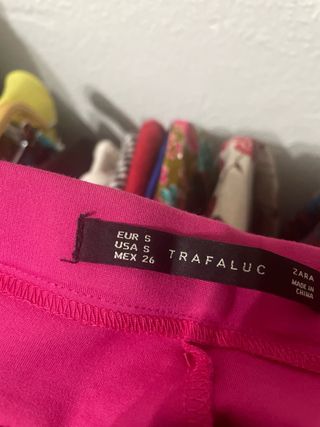 EUR S
USA S
MEX 26
TRAFALUC
ZARA
MADE IN
CHINA